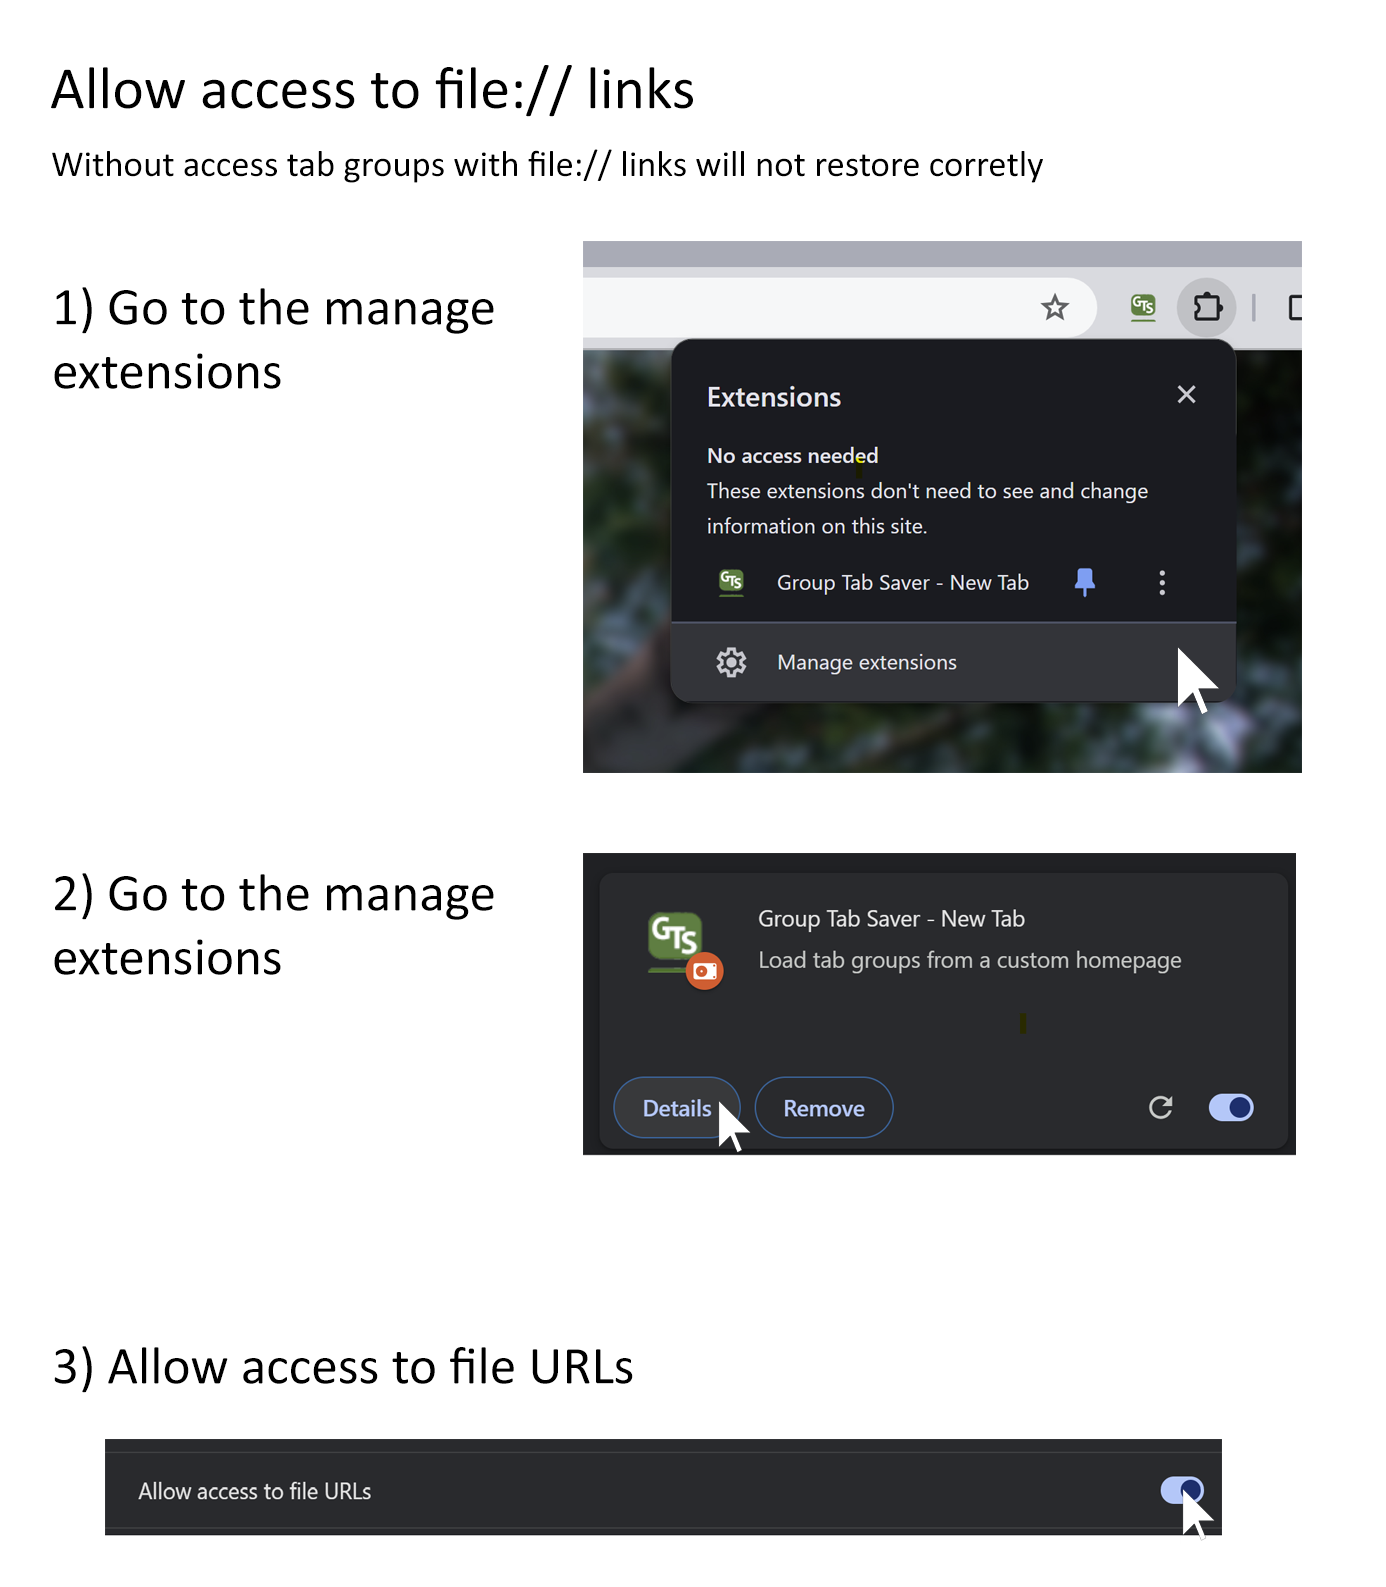 Allow access to file:// links
Without access tab groups with file:// links will not restore corretly
1) Go to the manage
extensions
GTS
Extensions
No access needed
These extensions don't need to see and change
information on this site.
GTS
Group Tab Saver - New Tab
Manage extensions
2) Go to the manage
extensions
GTS
Group Tab Saver - New Tab
Load tab groups from a custom homepage
Details
Remove
3) Allow access to file URLs
Allow access to file URLs